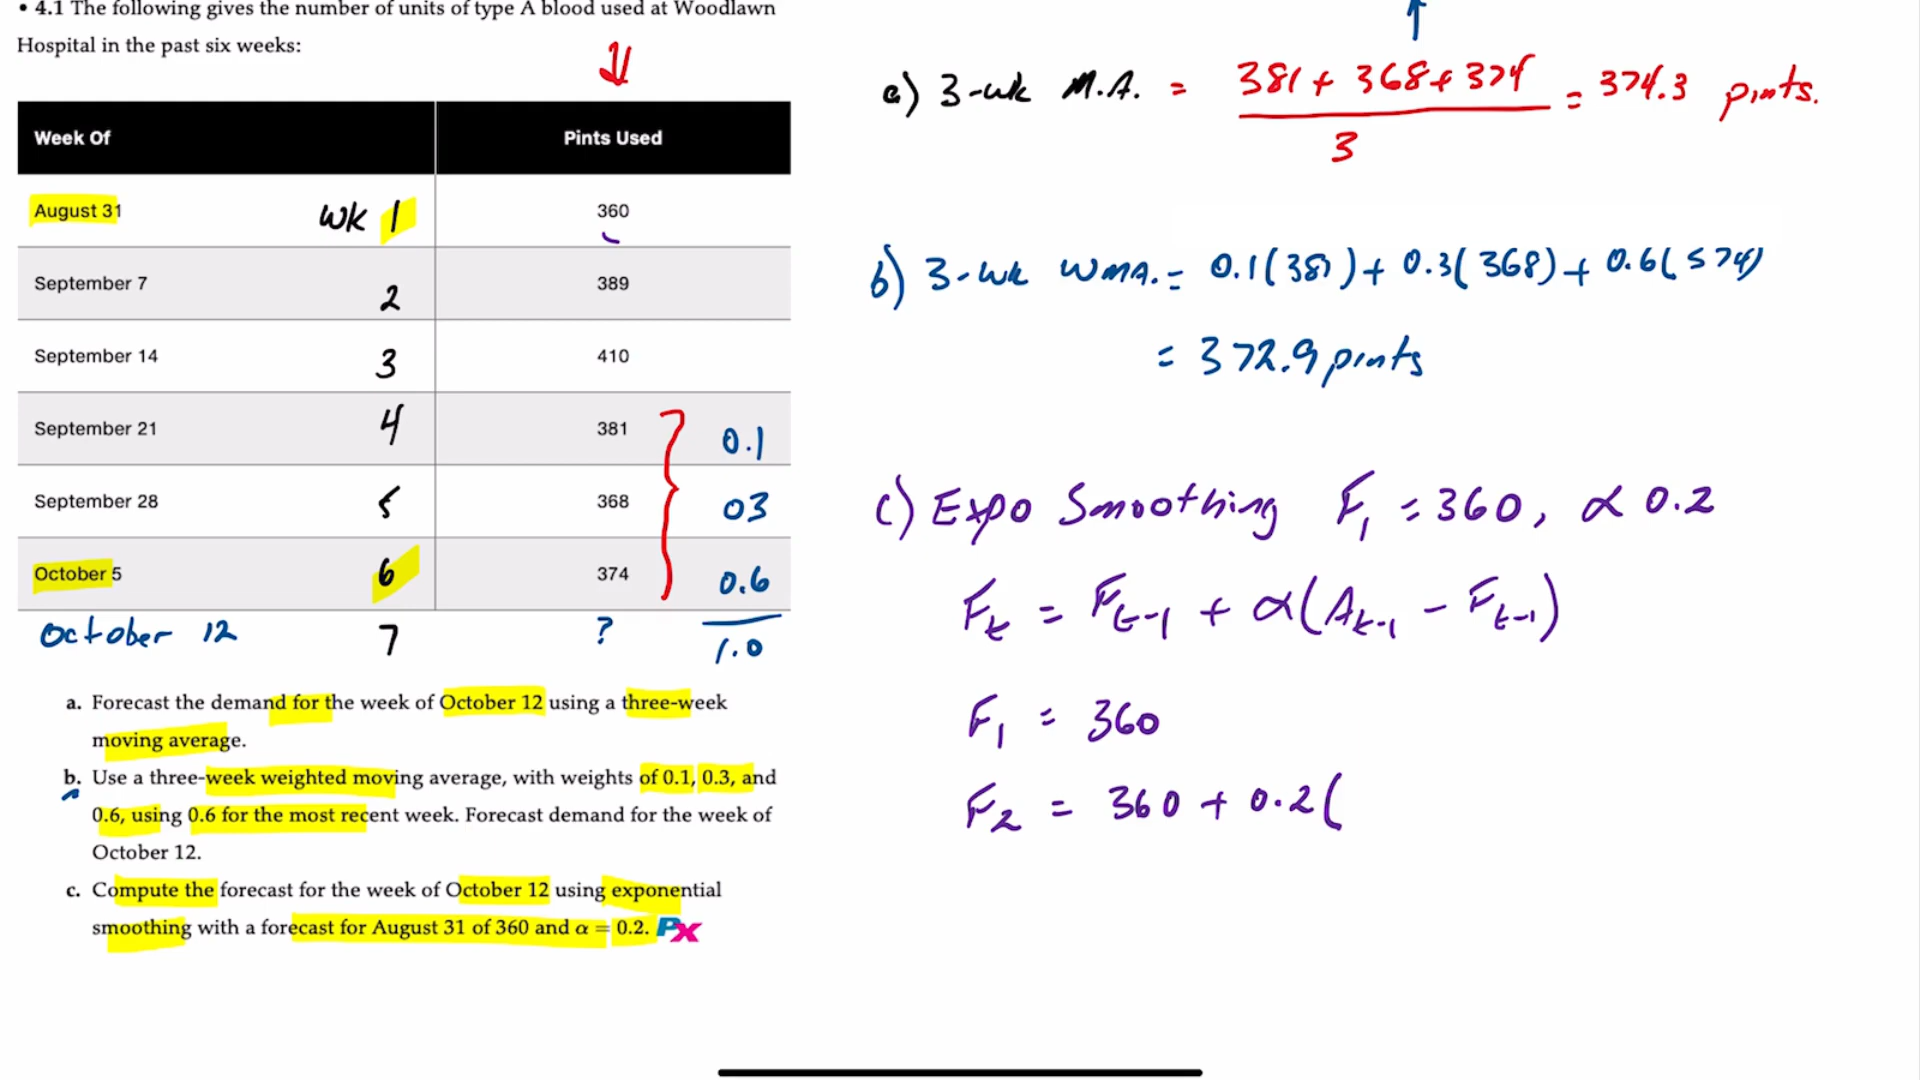 • 4.1 The following gives the number of units of type A blood used at Woodlawn
Hospital in the past six weeks:
Week Of Pints Used
August 31 wk 1 360
September 7 2 389
September 14 3 410
September 21 4 381 0.1
September 28 5 368 03
October 5 6 374 0.6
October 12 7 ? 1.0
a. Forecast the demand for the week of October 12 using a three-week
moving average.
b. Use a three-week weighted moving average, with weights of 0.1, 0.3, and
0.6, using 0.6 for the most recent week. Forecast demand for the week of
October 12.
c. Compute the forecast for the week of October 12 using exponential
smoothing with a forecast for August 31 of 360 and α = 0.2. PX
a) 3-wk M.A. = 381 + 368 + 374 / 3 = 374.3 pints.
b) 3-wk WMA. = 0.1(381) + 0.3(368) + 0.6(374)
= 372.9 pints
c) Expo Smoothing F1 = 360, α 0.2
Ft = Ft-1 + α(At-1 - Ft-1)
F1 = 360
F2 = 360 + 0.2(